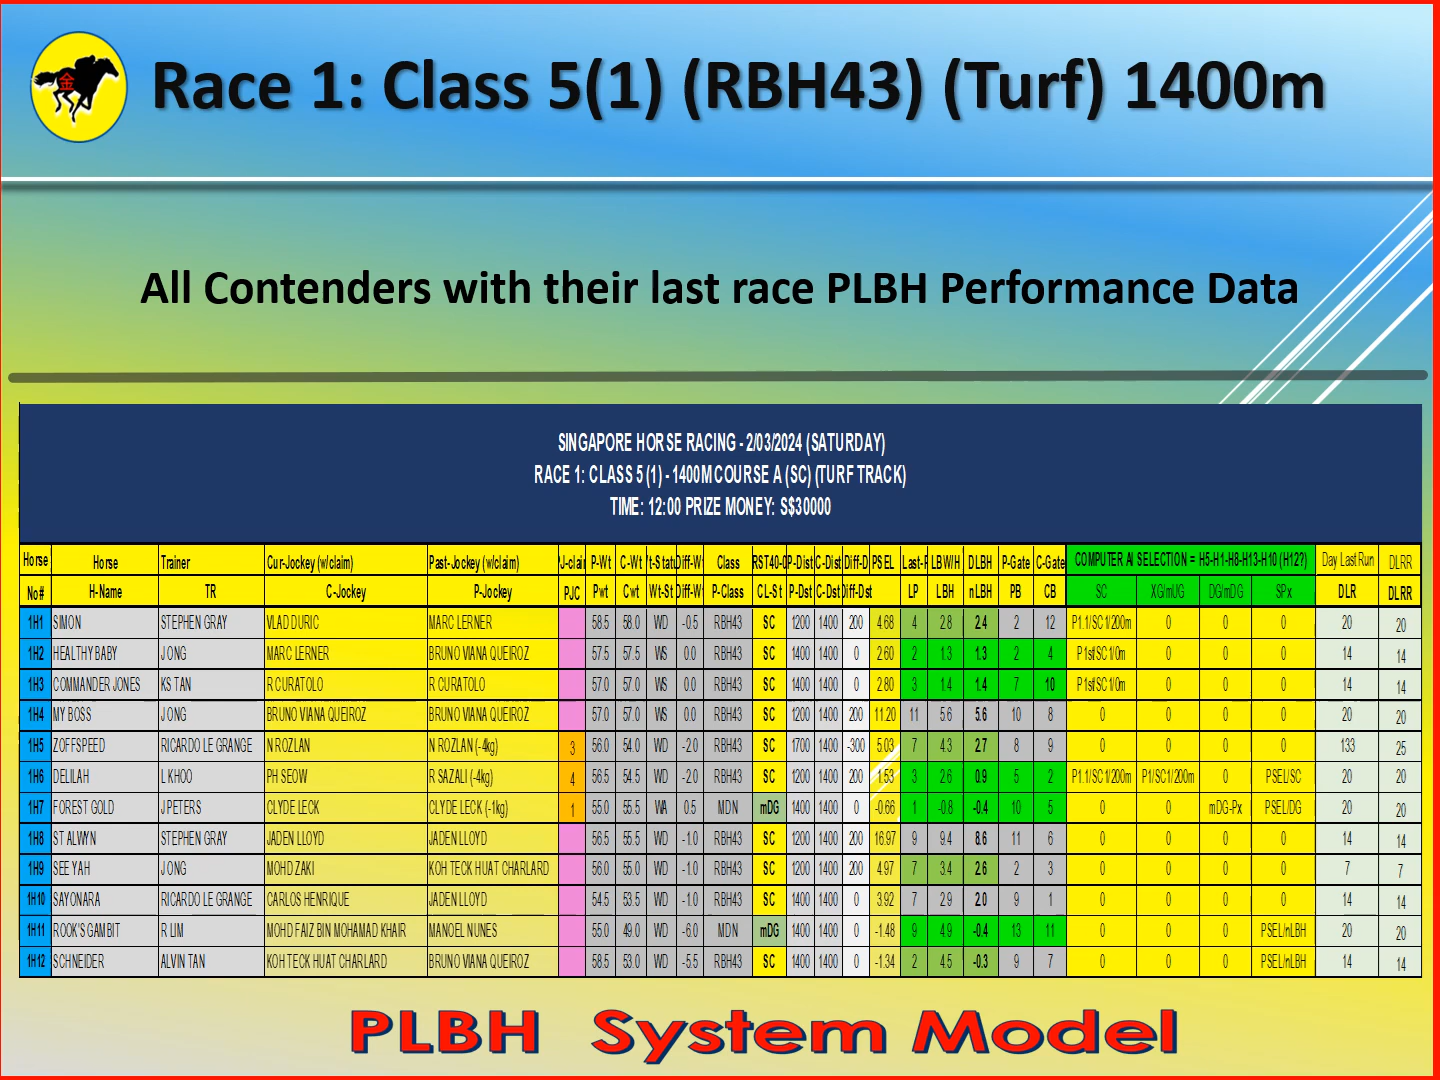 金
Race 1: Class 5(1) (RBH43) (Turf) 1400m
All Contenders with their last race PLBH Performance Data
SINGAPORE HORSE RACING - 2/03/2024 (SATURDAY)
RACE 1: CLASS 5 (1) - 1400M COURSE A (SC) (TURF TRACK)
TIME: 12:00 PRIZE MONEY: S$30000
Horse Horse Trainer Cur-Jockey (w/claim) Past-Jockey (w/claim) P-Wt C-Wt Diff-W Class P-Dist C-Dist Diff-D PSEL LBW/H DLBH P-Gate C-Gate COMPUTER AI SELECTION = H5-H1-H8-H13-H10 (H12?) Day Last Run DLRR
No# H-Name TR C-Jockey P-Jockey PJC Pwt Cwt Wt-St P-Class CL-St P-Dst C-Dst Diff-Dst LP LBH nLBH PB CB SC XG/mUG DG/mDG SPx DLR DLRR
1H1 SIMON STEPHEN GRAY VLAD DURIC MARC LERNER 58.5 58.0 WD -0.5 RBH43 SC 1200 1400 200 4.68 4 2.8 2.4 2 12 P1.1/SC1/200m 0 0 0 20 20
1H2 HEALTHY BABY J ONG MARC LERNER BRUNO VIANA QUEIROZ 57.5 57.5 WS 0.0 RBH43 SC 1400 1400 0 2.60 2 1.3 1.3 2 4 P1st/SC1/0m 0 0 0 14 14
1H3 COMMANDER JONES KS TAN R CURATOLO R CURATOLO 57.0 57.0 WS 0.0 RBH43 SC 1400 1400 0 2.80 3 1.4 1.4 7 10 P1st/SC1/0m 0 0 0 14 14
1H4 MY BOSS J ONG BRUNO VIANA QUEIROZ BRUNO VIANA QUEIROZ 57.0 57.0 WS 0.0 RBH43 SC 1200 1400 200 11.20 11 5.6 5.6 10 8 0 0 0 0 20 20
1H5 ZOFFSPEED RICARDO LE GRANGE N ROZLAN N ROZLAN (-4kg) 3 56.0 54.0 WD -2.0 RBH43 SC 1700 1400 -300 5.03 7 4.3 2.7 8 9 0 0 0 0 133 25
1H6 DELILAH L KHOO PH SEOW R SAZALI (-4kg) 4 56.5 54.5 WD -2.0 RBH43 SC 1200 1400 200 1.53 3 2.6 0.9 5 2 P1.1/SC1/200m P1/SC1/200m 0 PSEL/SC 20 20
1H7 FOREST GOLD J PETERS CLYDE LECK CLYDE LECK (-1kg) 1 55.0 55.5 WA 0.5 MDN mDG 1400 1400 0 -0.66 1 -0.8 -0.4 10 5 0 0 mDG-Px PSEL/DG 20 20
1H8 ST ALWYN STEPHEN GRAY JADEN LLOYD JADEN LLOYD 56.5 55.5 WD -1.0 RBH43 SC 1200 1400 200 16.97 9 9.4 8.6 11 6 0 0 0 0 14 14
1H9 SEE YAH J ONG MOHD ZAKI KOH TECK HUAT CHARLARD 56.0 55.0 WD -1.0 RBH43 SC 1200 1400 200 4.97 7 3.4 2.6 2 3 0 0 0 0 7 7
1H10 SAYONARA RICARDO LE GRANGE CARLOS HENRIQUE JADEN LLOYD 54.5 53.5 WD -1.0 RBH43 SC 1400 1400 0 3.92 7 2.9 2.0 9 1 0 0 0 0 14 14
1H11 ROOK'S GAMBIT R LIM MOHD FAIZ BIN MOHAMAD KHAIR MANOEL NUNES 55.0 49.0 WD -6.0 MDN mDG 1400 1400 0 -1.48 9 4.9 -0.4 13 11 0 0 0 PSEL/nLBH 20 20
1H12 SCHNEIDER ALVIN TAN KOH TECK HUAT CHARLARD BRUNO VIANA QUEIROZ 58.5 53.0 WD -5.5 RBH43 SC 1400 1400 0 -1.34 2 4.5 -0.3 9 7 0 0 0 PSEL/nLBH 14 14
PLBH System Model